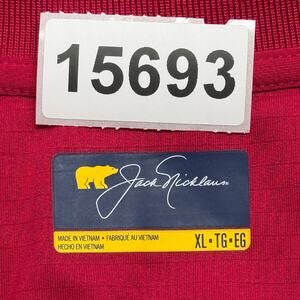 15693
Jack Nicklaus
MADE IN VIETNAM • FABRIQUÉ AU VIETNAM
HECHO EN VIETNAM
XL • TG • EG